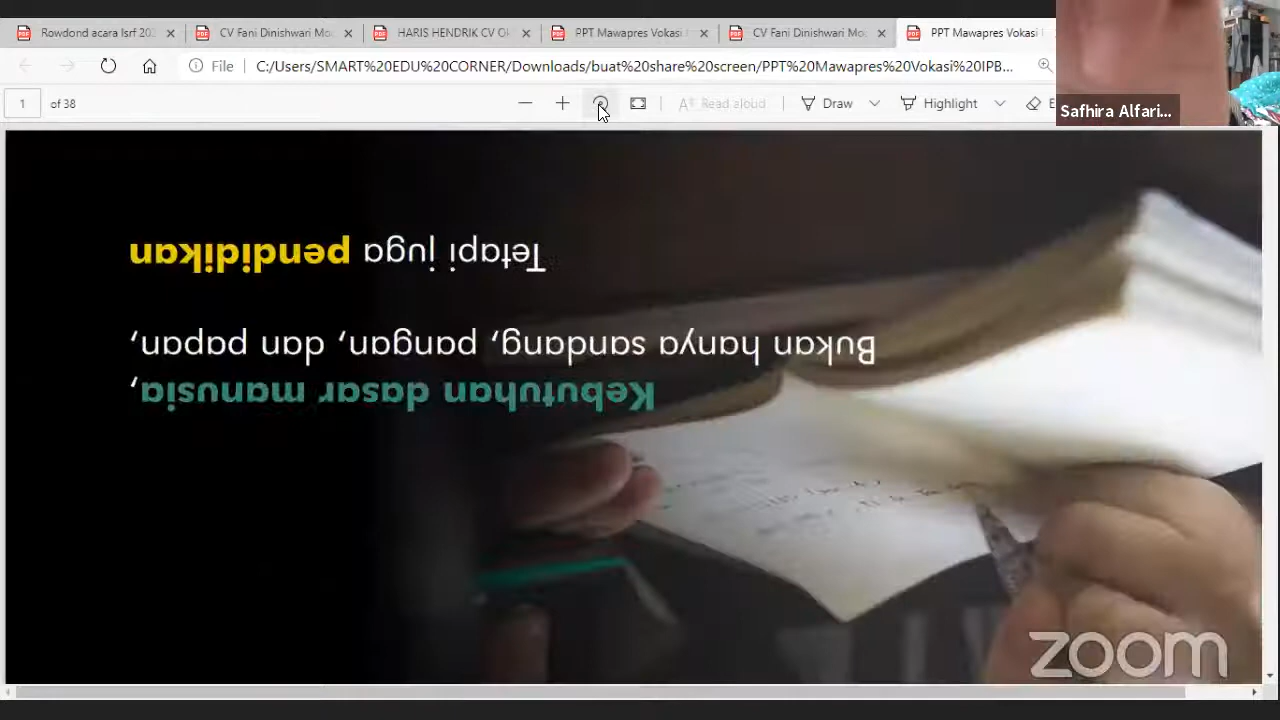 Rowdond acara Isrf 202
CV Fani Dinishwari Mo
HARIS HENDRIK CV
PPT Mawapres Vokasi
CV Fani Dinishwari Mo
PPT Mawapres Vokasi
File
C:/Users/SMART%20EDU%20CORNER/Downloads/buat%20share%20screen/PPT%20Mawapres%20Vokasi%20IPB...
1 of 38
Read aloud
Draw
Highlight
Safhira Alfari...
Kebutuhan dasar manusia,
Bukan hanya sandang, pangan, dan papan,
Tetapi juga pendidikan
zoom